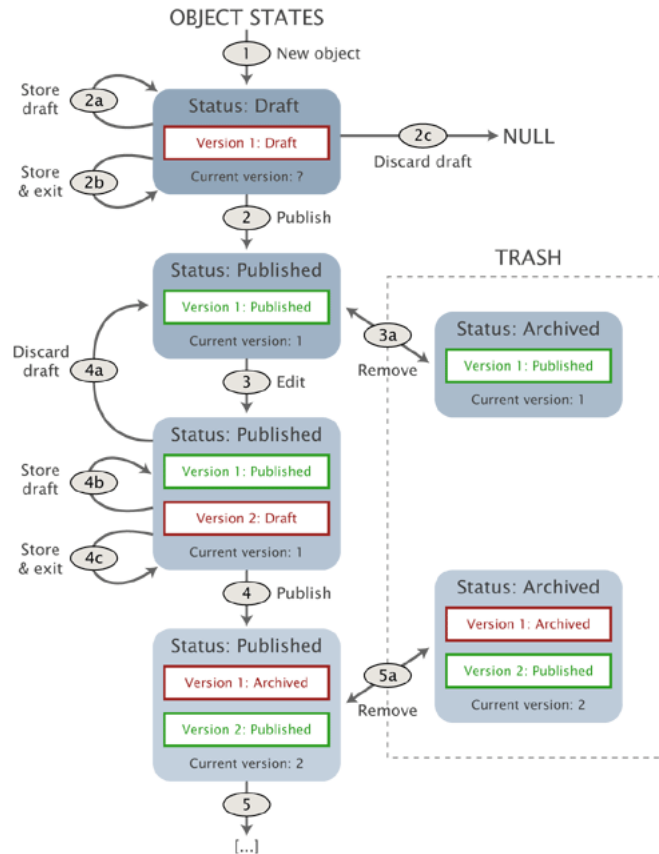 OBJECT STATES
1
New object
Store
draft
2a
Status: Draft
Version 1: Draft
Current version: ?
2c
Discard draft
NULL
Store
& exit
2b
2
Publish
Status: Published
Version 1: Published
Current version: 1
TRASH
3a
Remove
Status: Archived
Version 1: Published
Current version: 1
Discard
draft
4a
3
Edit
Status: Published
Version 1: Published
Version 2: Draft
Current version: 1
Store
draft
4b
Store
& exit
4c
4
Publish
Status: Published
Version 1: Archived
Version 2: Published
Current version: 2
5a
Remove
Status: Archived
Version 1: Archived
Version 2: Published
Current version: 2
5
[...]